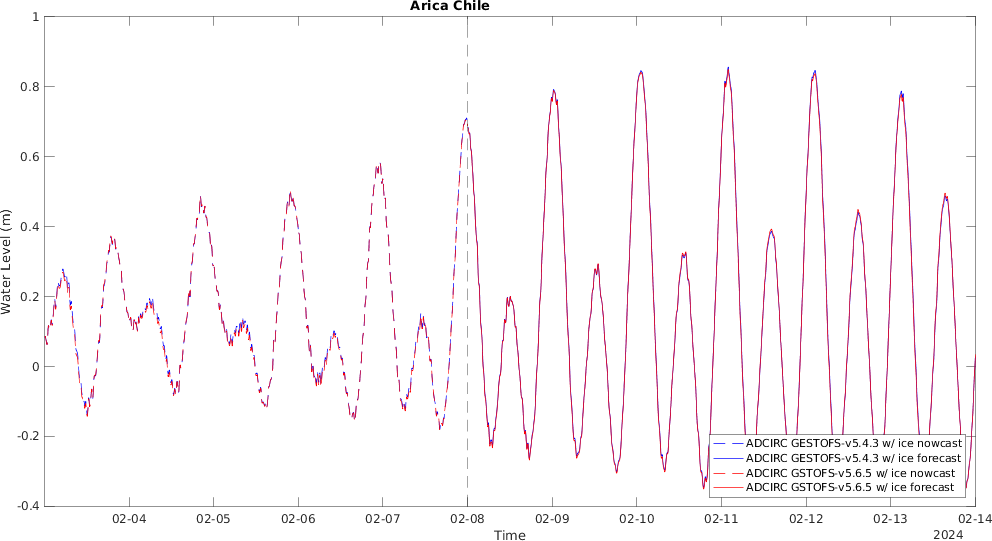 Arica Chile
1
0.8
0.6
0.4
0.2
0
-0.2
-0.4
Water Level (m)
ADCIRC GESTOFS-v5.4.3 w/ ice nowcast
ADCIRC GESTOFS-v5.4.3 w/ ice forecast
ADCIRC GSTOFS-v5.6.5 w/ ice nowcast
ADCIRC GSTOFS-v5.6.5 w/ ice forecast
02-04 02-05 02-06 02-07 02-08 02-09 02-10 02-11 02-12 02-13 02-14
Time
2024